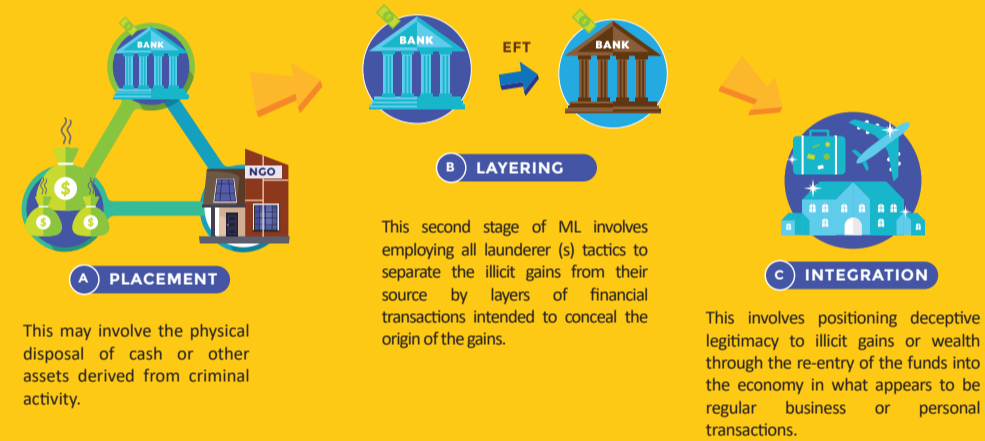 BANK
NGO
$
$
$
A PLACEMENT
This may involve the physical
disposal of cash or other
assets derived from criminal
activity.
BANK
EFT
BANK
B LAYERING
This second stage of ML involves
employing all launderer (s) tactics to
separate the illicit gains from their
source by layers of financial
transactions intended to conceal the
origin of the gains.
C INTEGRATION
This involves positioning deceptive
legitimacy to illicit gains or wealth
through the re-entry of the funds into
the economy in what appears to be
regular business or personal
transactions.